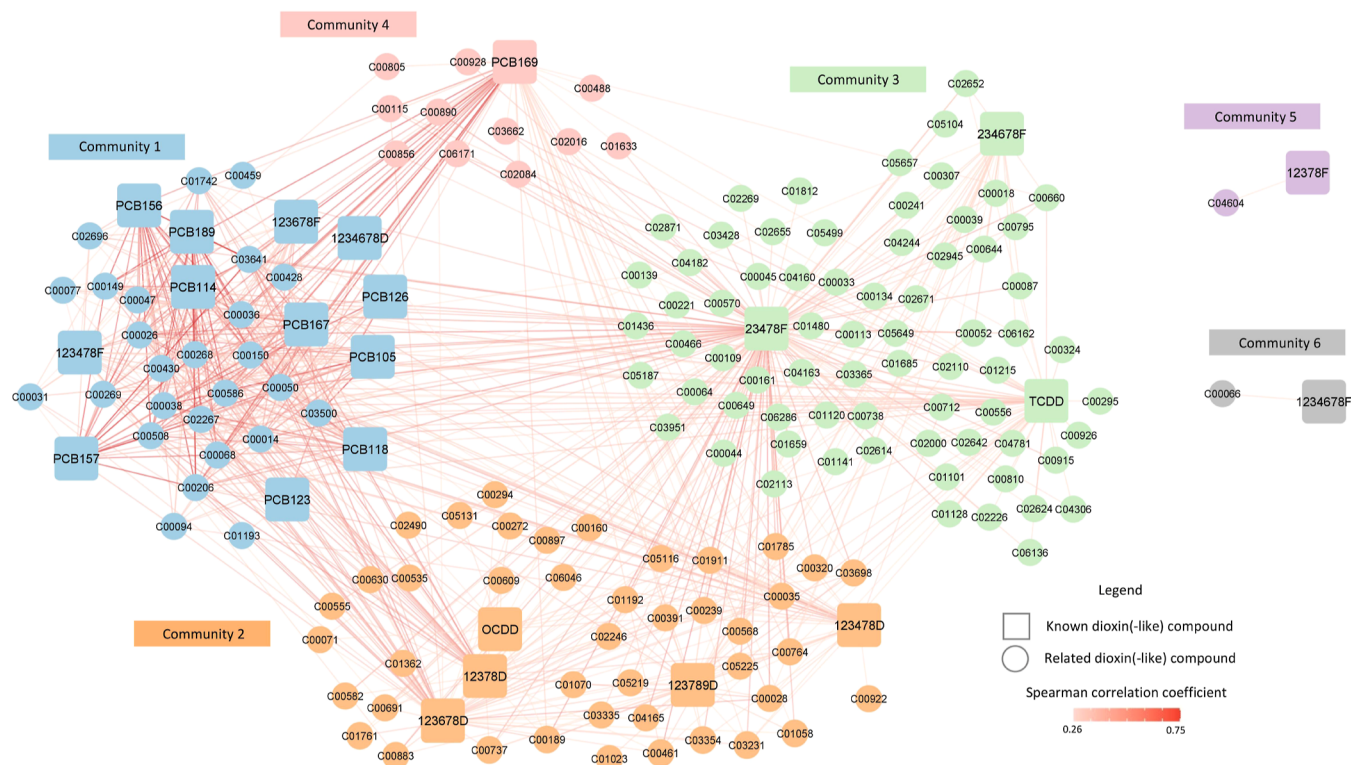 Community 4
C00805
C00928
PCB169
C00488
C00115
C00890
C03662
C02016
C01633
C00856
C06171
C02084
Community 3
C02652
C05104
234678F
C05657
C00307
C00018
C00660
C00241
C00039
C00795
C04244
C02945
C00644
C00087
C02269
C01812
C02871
C03428
C02655
C05499
C04182
C00139
C00045
C04160
C00033
C00221
C00570
C00134
C02671
C01436
23478F
C01480
C00113
C05649
C00052
C06162
C00466
C00109
C00324
C05187
C00161
C04163
C03365
C01685
C02110
C01215
C00064
C00649
TCDD
C00295
C03951
C06286
C01120
C00738
C00712
C00556
C00926
C00044
C01659
C01141
C02614
C02000
C02642
C04781
C00915
C02113
C01101
C00810
C01128
C02226
C02624
C04306
C06136
Community 1
C01742
C00459
PCB156
PCB189
123678F
1234678D
C02696
C03641
C00428
C00077
C00149
C00047
PCB114
PCB126
C00036
PCB167
C00026
123478F
C00268
C00150
PCB105
C00430
C00031
C00269
C00038
C00586
C00050
C02267
C03500
C00508
C00014
C00068
PCB157
PCB118
C00206
PCB123
C00094
C01193
Community 2
C00294
C02490
C05131
C00272
C00897
C00160
C00630
C00535
C00609
C06046
C00555
C00071
OCDD
C01362
12378D
C00582
C00691
123678D
C01761
C00883
C00737
C00189
C05116
C01911
C01785
C00320
C03698
C01192
C00391
C00239
C00035
C02246
C00568
123478D
C00764
C05225
C01070
C05219
123789D
C00028
C00922
C03335
C04165
C01058
C01023
C00461
C03354
C03231
Community 5
12378F
C04604
Community 6
C00066
1234678F
Legend
Known dioxin(-like) compound
Related dioxin(-like) compound
Spearman correlation coefficient
0.26
0.75